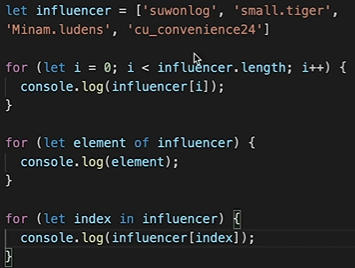 let influencer = ['suwonlog', 'small.tiger',
'Minam.ludens', 'cu_convenience24']
for (let i = 0; i < influencer.length; i++) {
console.log(influencer[i]);
}
for (let element of influencer) {
console.log(element);
}
for (let index in influencer) {
console.log(influencer[index]);
}